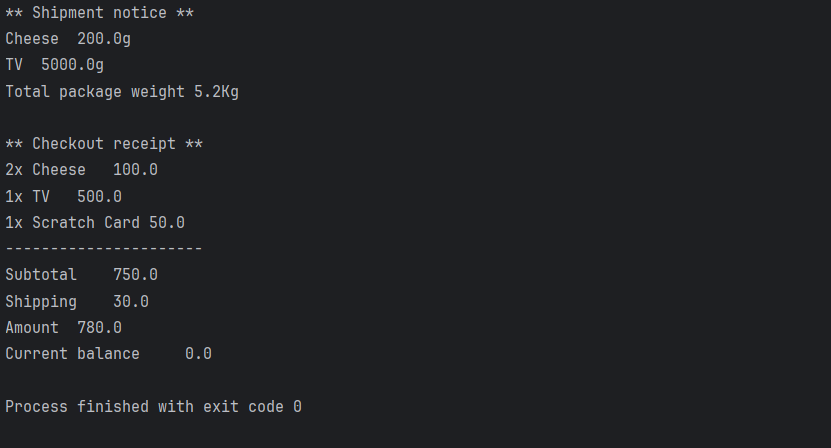 ** Shipment notice **
Cheese  200.0g
TV  5000.0g
Total package weight 5.2Kg

** Checkout receipt **
2x Cheese   100.0
1x TV   500.0
1x Scratch Card 50.0
----------------------
Subtotal    750.0
Shipping    30.0
Amount  780.0
Current balance     0.0

Process finished with exit code 0